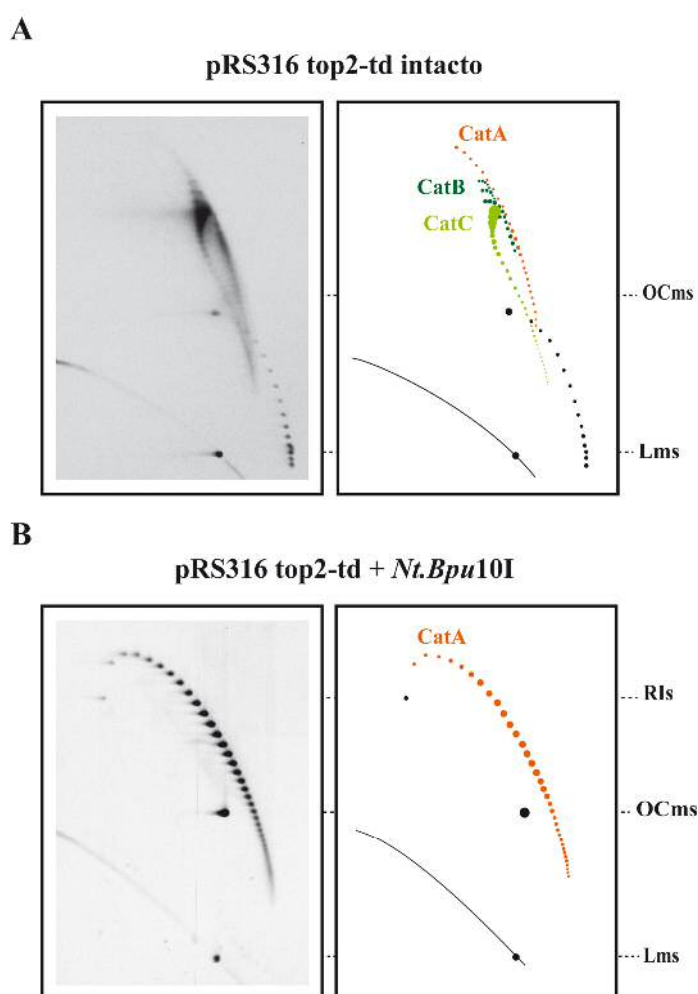 A
pRS316 top2-td intacto
CatA
CatB
CatC
OCms
Lms
B
pRS316 top2-td + Nt.Bpu10I
CatA
RIs
OCms
Lms